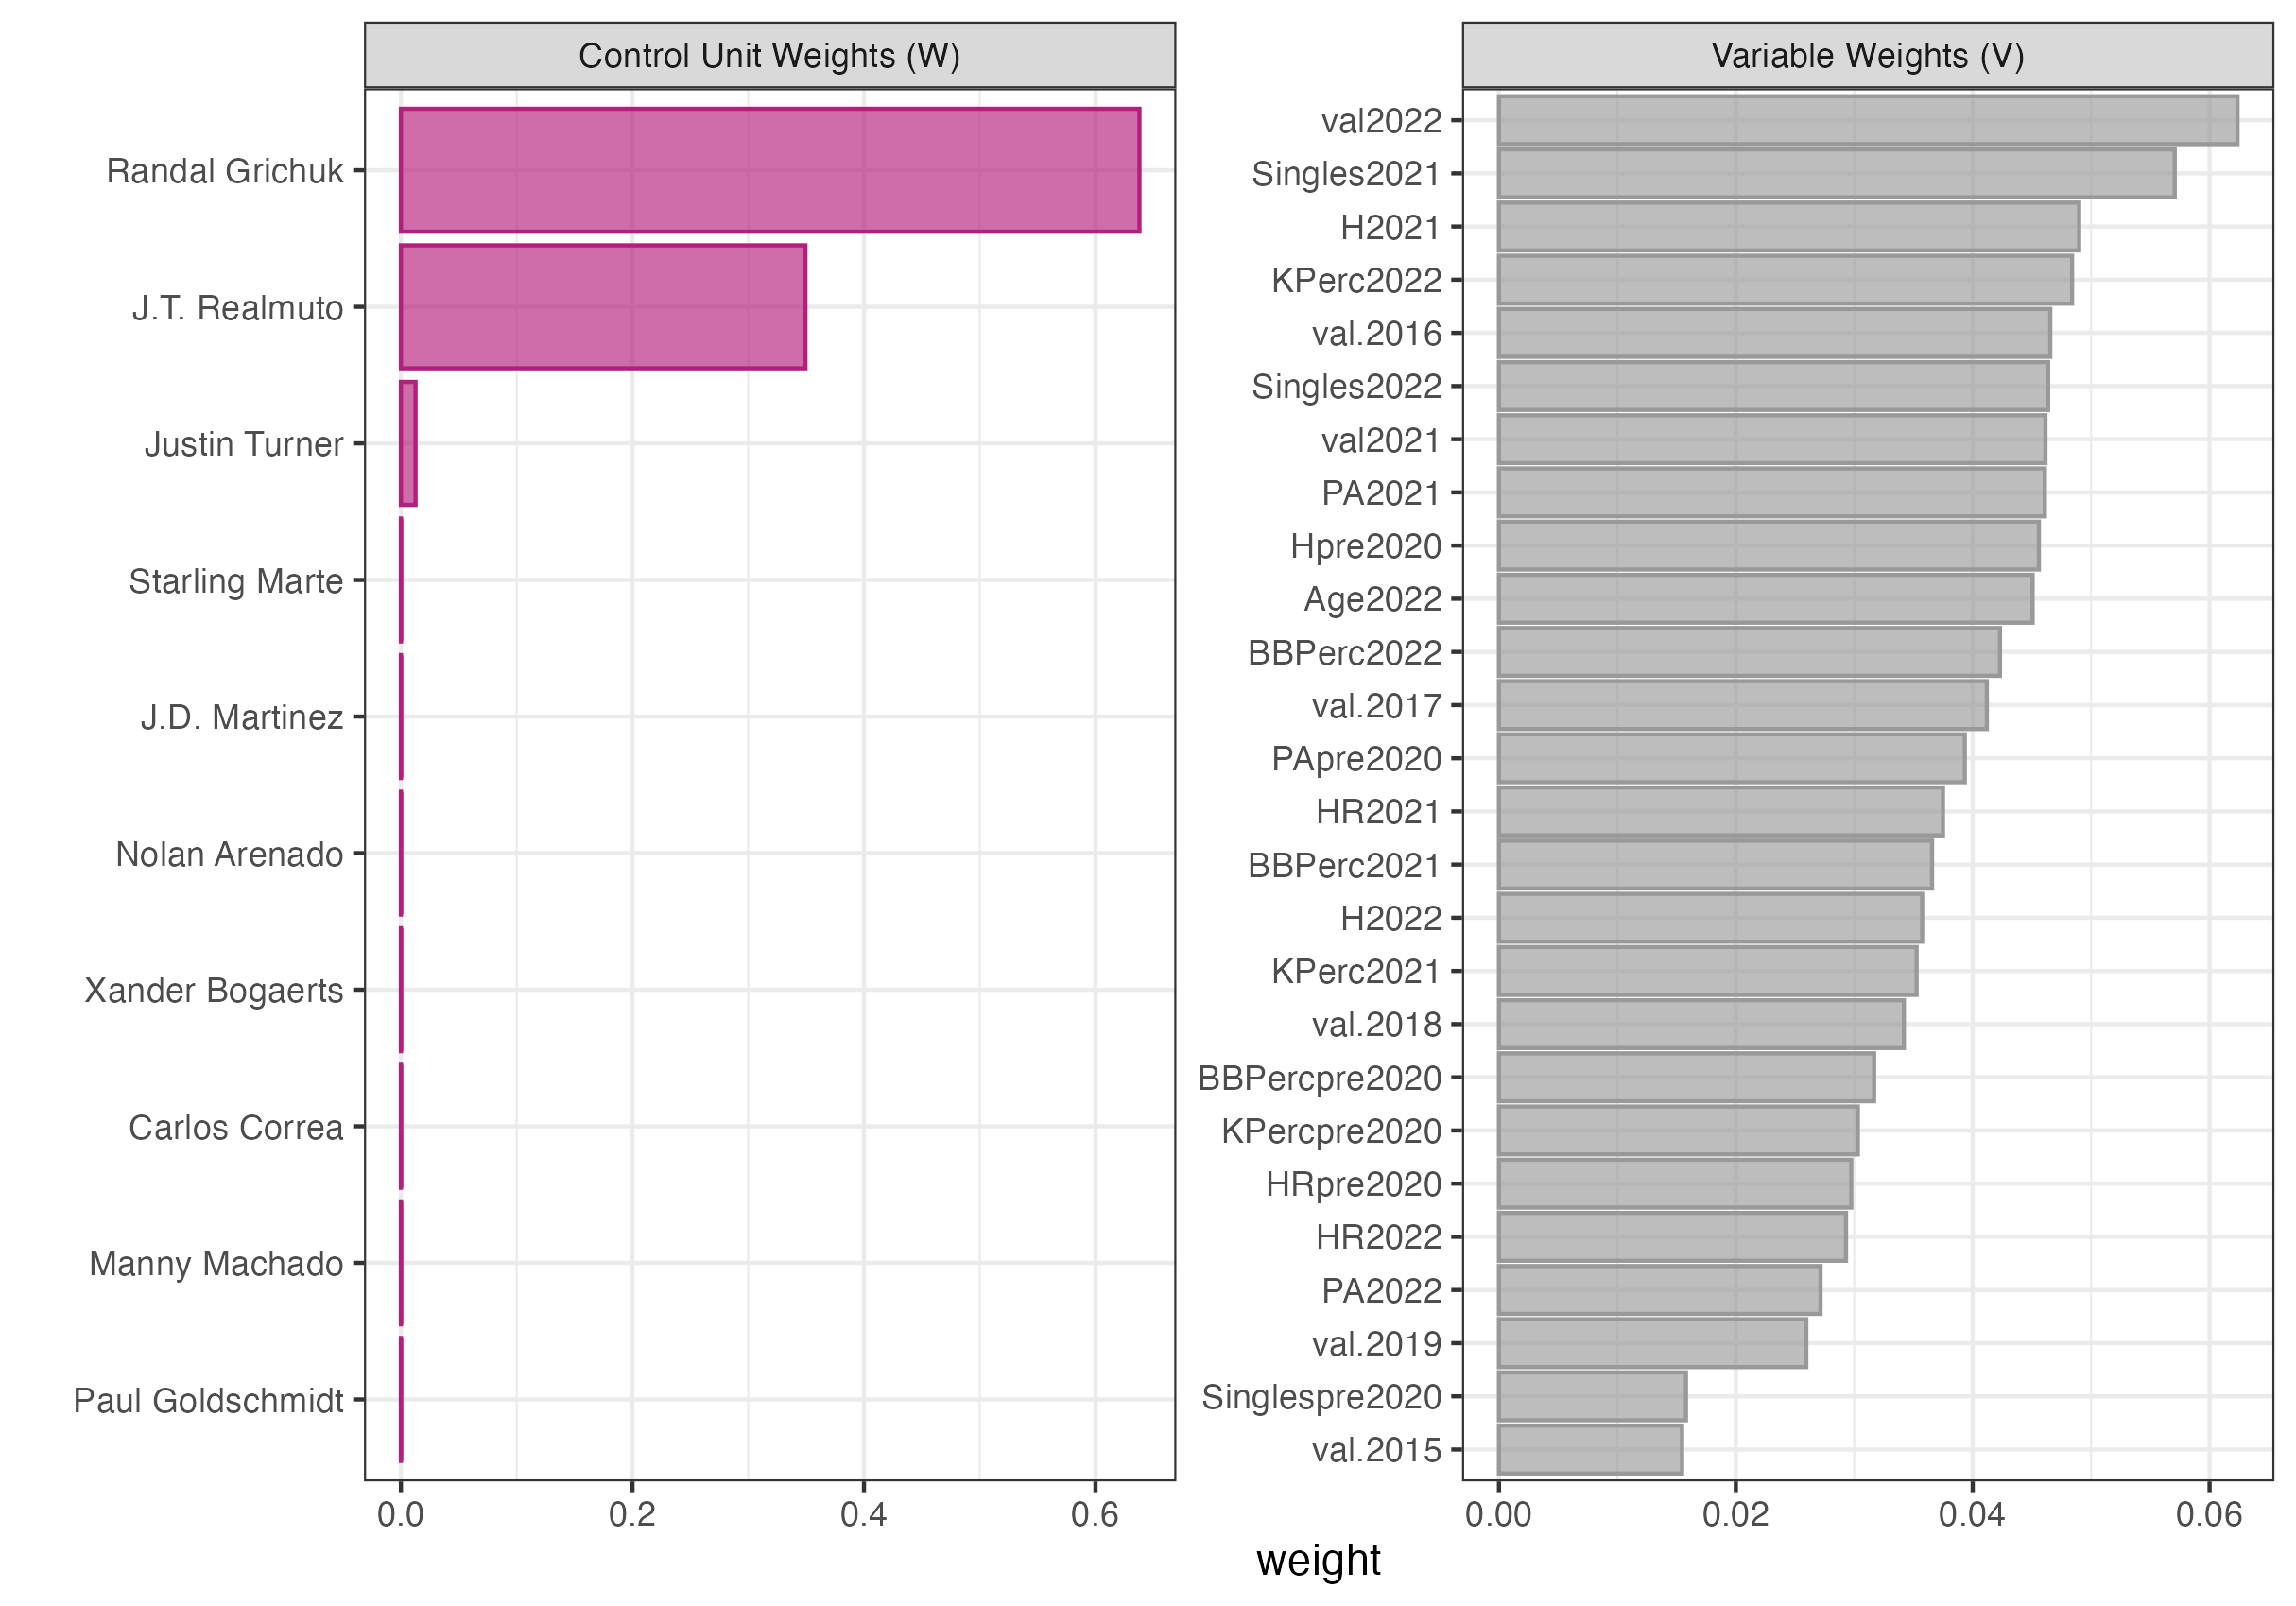 Control Unit Weights (W)
Randal Grichuk
J.T. Realmuto
Justin Turner
Starling Marte
J.D. Martinez
Nolan Arenado
Xander Bogaerts
Carlos Correa
Manny Machado
Paul Goldschmidt
0.0 0.2 0.4 0.6
Variable Weights (V)
val2022
Singles2021
H2021
KPerc2022
val.2016
Singles2022
val2021
PA2021
Hpre2020
Age2022
BBPerc2022
val.2017
PApre2020
HR2021
BBPerc2021
H2022
KPerc2021
val.2018
BBPercpre2020
KPercpre2020
HRpre2020
HR2022
PA2022
val.2019
Singlespre2020
val.2015
0.00 0.02 0.04 0.06
weight